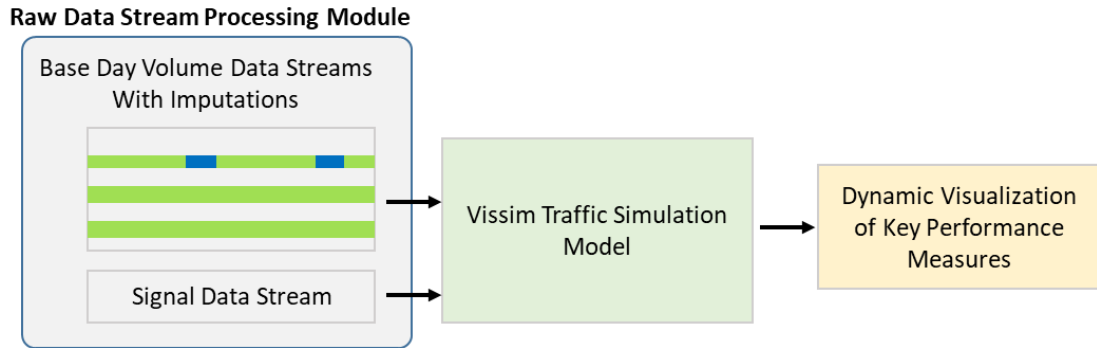 Raw Data Stream Processing Module
Base Day Volume Data Streams
With Imputations
Signal Data Stream
Vissim Traffic Simulation
Model
Dynamic Visualization
of Key Performance
Measures